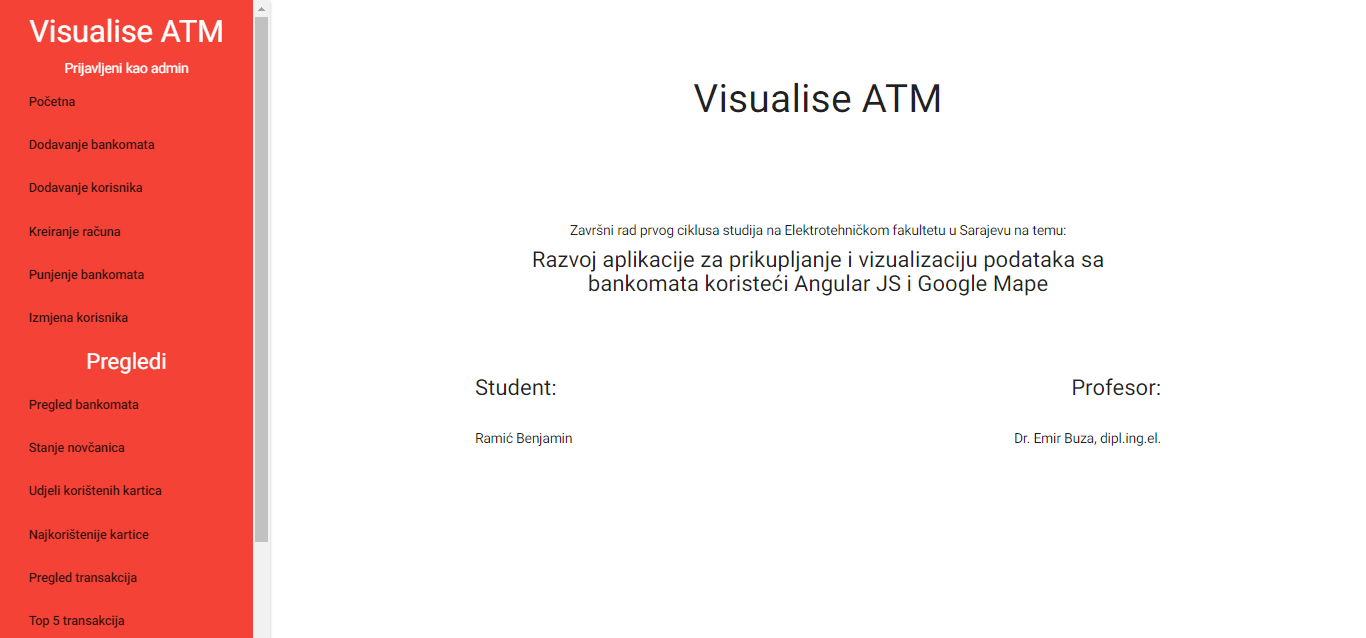 Visualise ATM
Prijavljeni kao admin
Početna
Dodavanje bankomata
Dodavanje korisnika
Kreiranje računa
Punjenje bankomata
Izmjena korisnika
Pregledi
Pregled bankomata
Stanje novčanica
Udjeli korištenih kartica
Najkorištenije kartice
Pregled transakcija
Top 5 transakcija
Visualise ATM
Završni rad prvog ciklusa studija na Elektrotehničkom fakultetu u Sarajevu na temu:
Razvoj aplikacije za prikupljanje i vizualizaciju podataka sa
bankomata koristeći Angular JS i Google Mape
Student:
Ramić Benjamin
Profesor:
Dr. Emir Buza, dipl.ing.el.